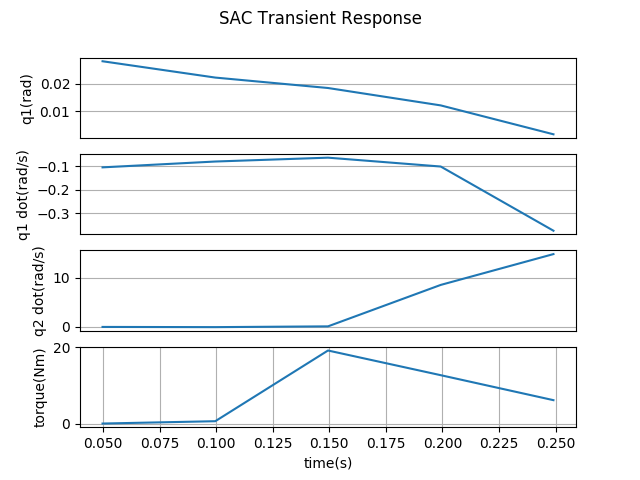 SAC Transient Response
q1(rad)
0.02
0.01
q1 dot(rad/s)
−0.1
−0.2
−0.3
q2 dot(rad/s)
10
0
torque(Nm)
20
0
0.050 0.075 0.100 0.125 0.150 0.175 0.200 0.225 0.250
time(s)